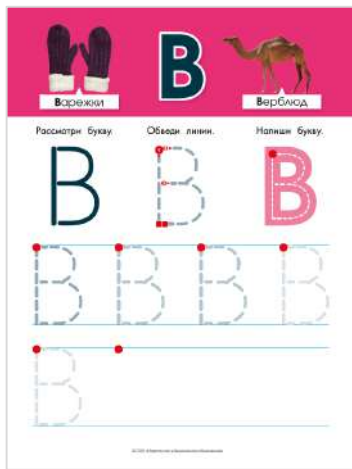 В
Варежки
Верблюд
Рассмотри букву.
Обведи линии.
Напиши букву.
В
В
В
В
В
В
В
В